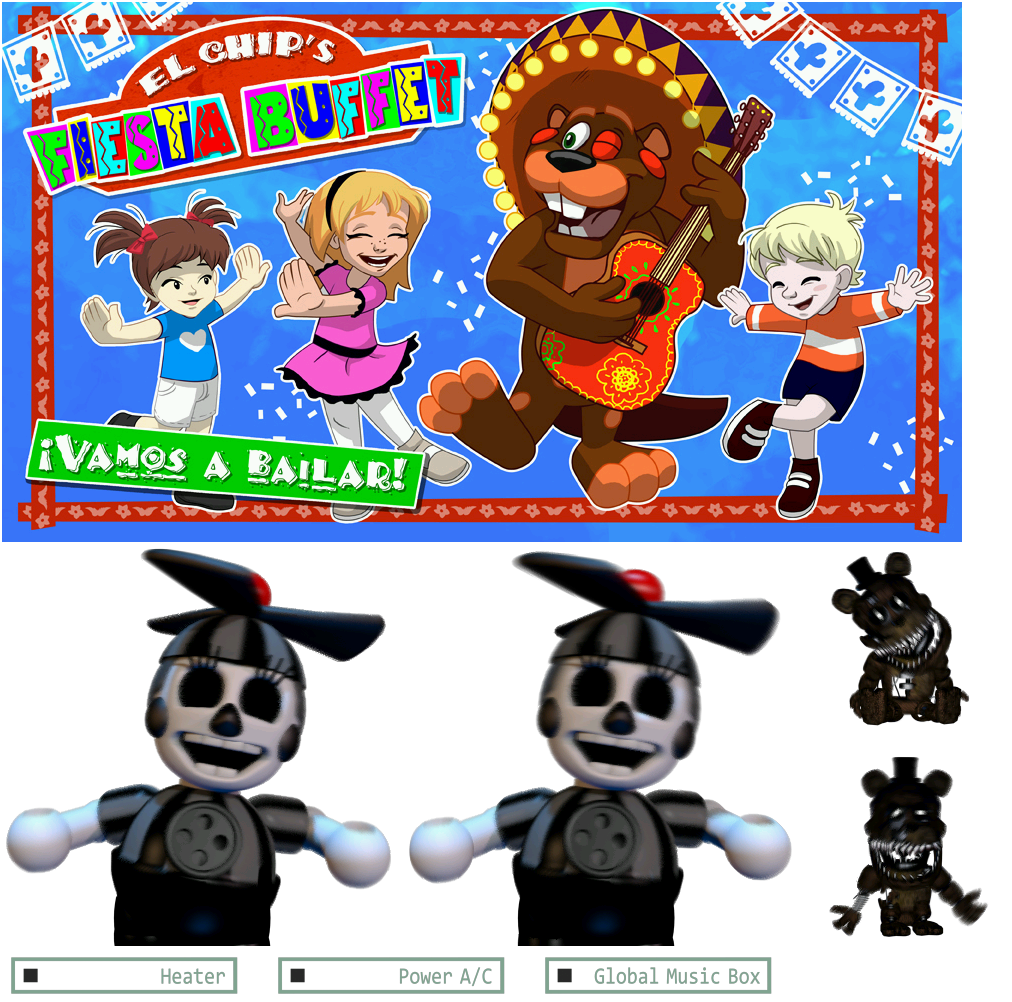 EL CHIP'S
FIESTA BUFFET
¡VAMOS A BAILAR!
Heater
Power A/C
Global Music Box